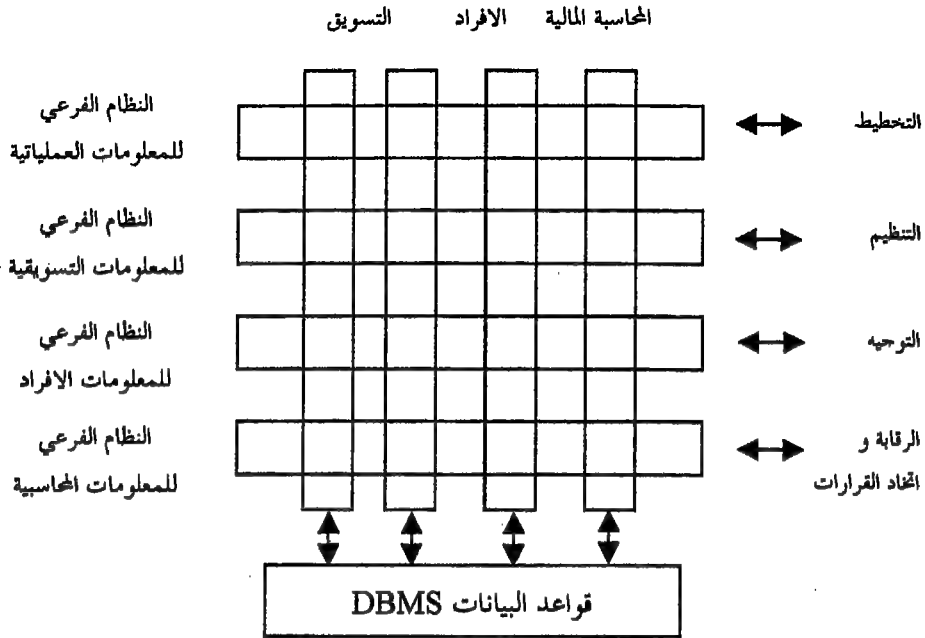 المحاسبة المالية
الافراد
التسويق
التخطيط
النظام الفرعي
للمعلومات العملياتية
التنظيم
النظام الفرعي
للمعلومات التسويقية
التوجيه
النظام الفرعي
للمعلومات الافراد
الرقابة و
اتخاد القرارات
النظام الفرعي
للمعلومات المحاسبية
قواعد البيانات DBMS